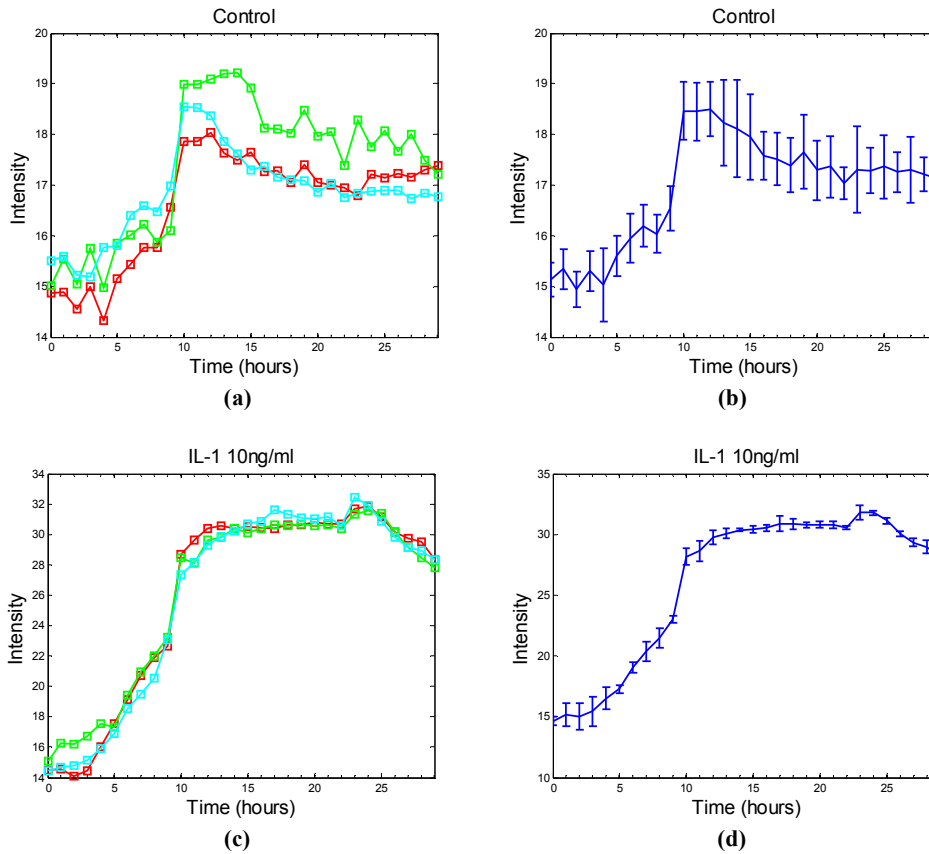 Control
Intensity
20
19
18
17
16
15
14
0 5 10 15 20 25
Time (hours)
(a)
Control
Intensity
20
19
18
17
16
15
14
0 5 10 15 20 25
Time (hours)
(b)
IL-1 10ng/ml
Intensity
34
32
30
28
26
24
22
20
18
16
14
0 5 10 15 20 25
Time (hours)
(c)
IL-1 10ng/ml
Intensity
35
30
25
20
15
10
0 5 10 15 20 25
Time (hours)
(d)